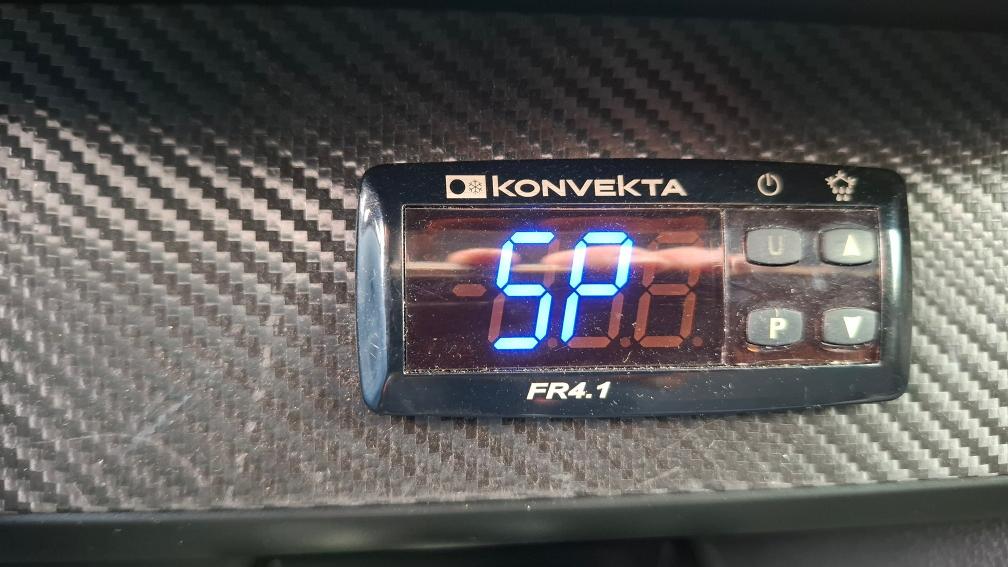 KONVEKTA
SP
U
P
FR4.1